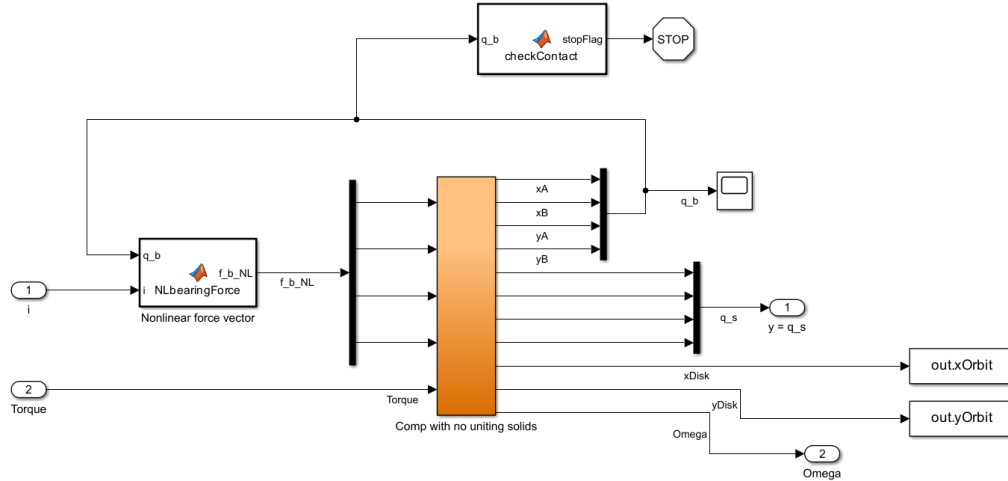 q_b
stopFlag
checkContact
STOP
xA
xB
yA
yB
q_b
q_b
i
f_b_NL
NLbearingForce
Nonlinear force vector
f_b_NL
1
i
q_s
1
y = q_s
2
Torque
Torque
xDisk
out.xOrbit
yDisk
out.yOrbit
Comp with no uniting solids
Omega
2
Omega